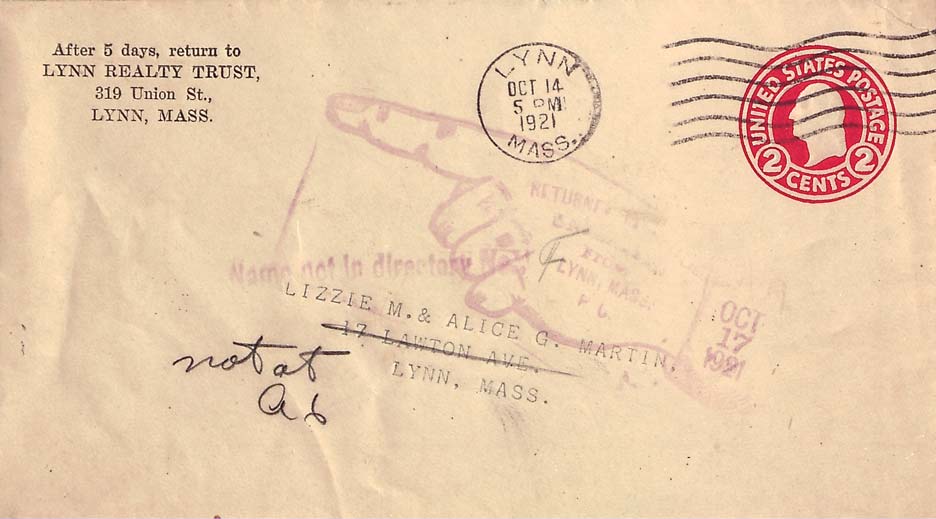 After 5 days, return to
LYNN REALTY TRUST,
319 Union St.,
LYNN, MASS.
LYNN
OCT 14
5 PM
1921
MASS.
UNITED STATES POSTAGE
2 CENTS 2
RETURNED
FROM
LYNN, MASS.
Name not in directory
OCT
17
1921
LIZZIE M. & ALICE G. MARTIN,
17 LAWTON AVE.
LYNN, MASS.
not at